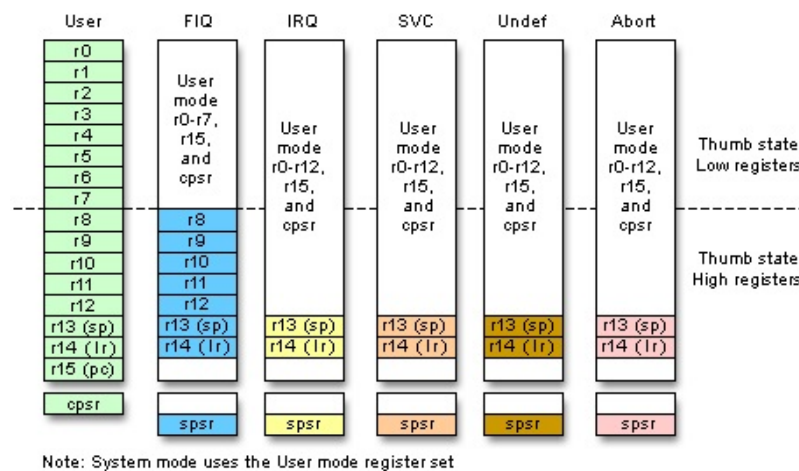 User
FIQ
IRQ
SVC
Undef
Abort
r0
r1
r2
r3
r4
r5
r6
r7
r8
r9
r10
r11
r12
r13 (sp)
r14 (lr)
r15 (pc)
cpsr
User
mode
r0-r7,
r15,
and
cpsr
r8
r9
r10
r11
r12
r13 (sp)
r14 (lr)
spsr
User
mode
r0-r12,
r15,
and
cpsr
r13 (sp)
r14 (lr)
spsr
User
mode
r0-r12,
r15,
and
cpsr
r13 (sp)
r14 (lr)
spsr
User
mode
r0-r12,
r15,
and
cpsr
r13 (sp)
r14 (lr)
spsr
User
mode
r0-r12,
r15,
and
cpsr
r13 (sp)
r14 (lr)
spsr
Thumb state
Low registers
Thumb state
High registers
Note: System mode uses the User mode register set